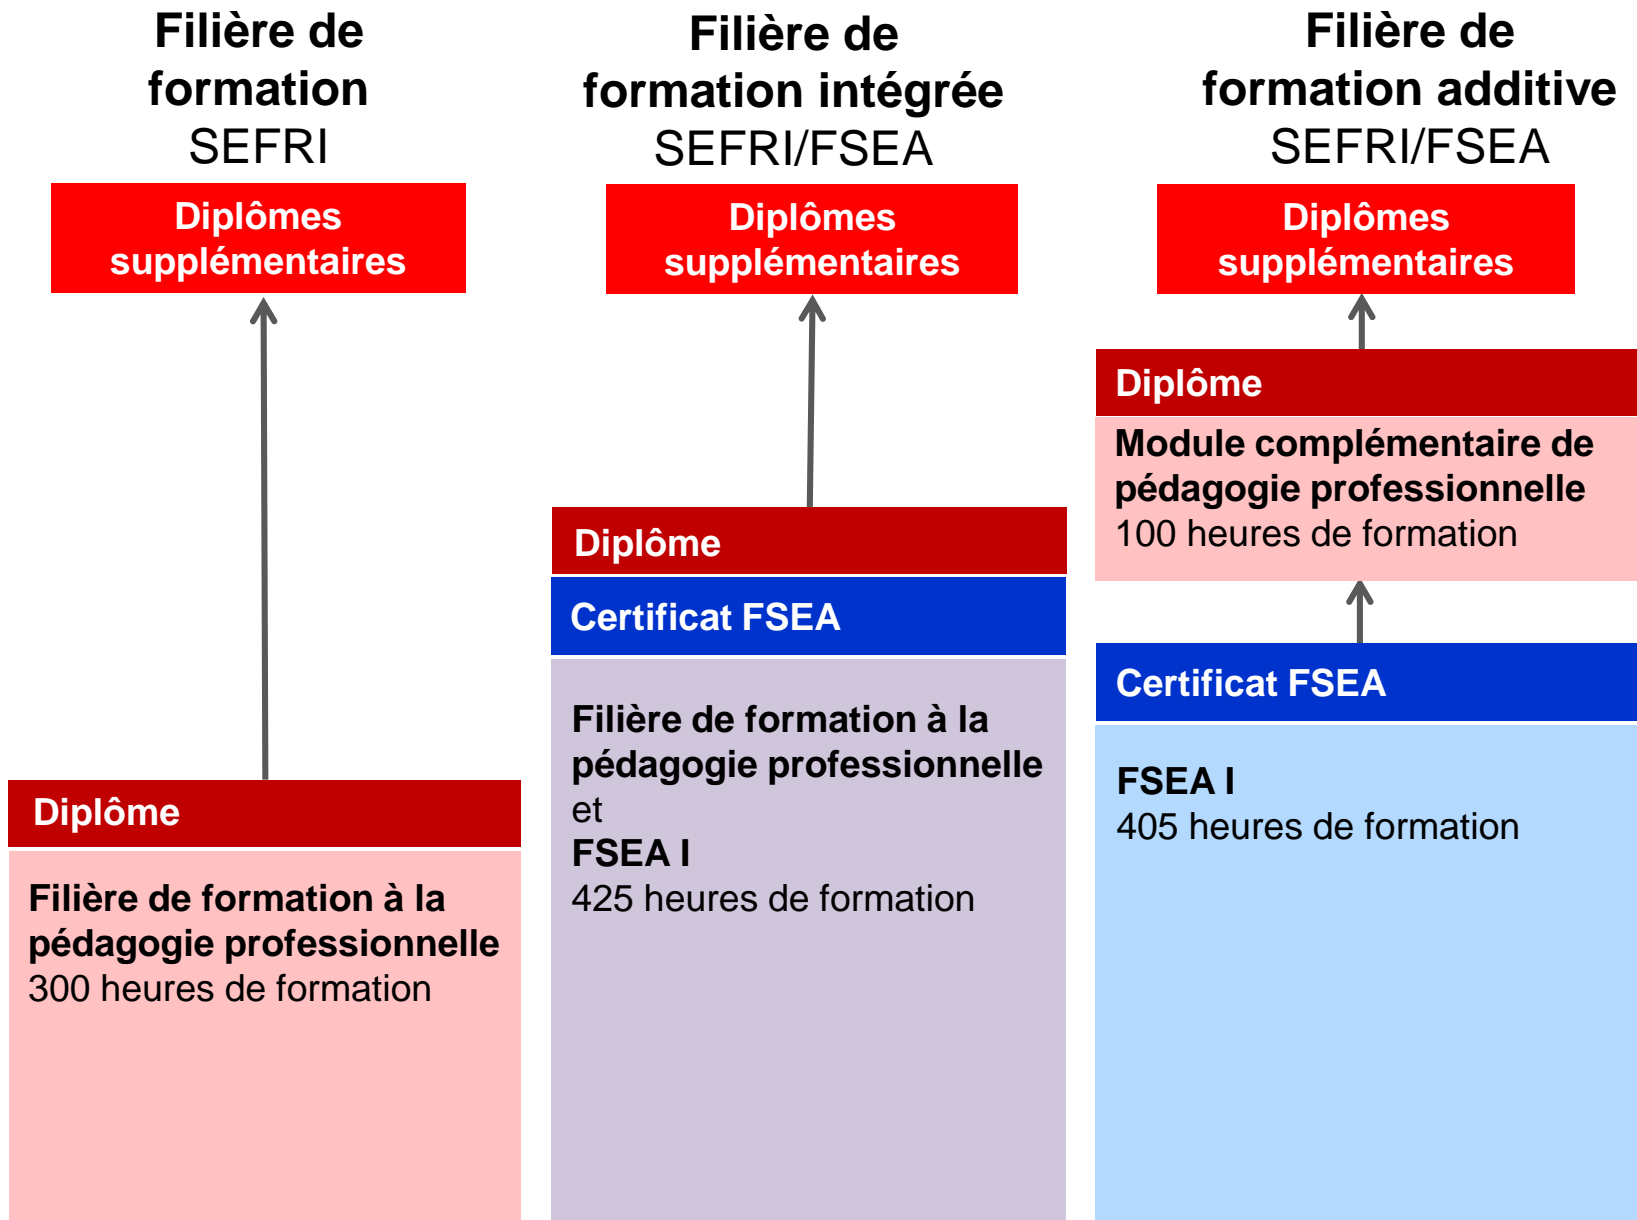 Filière de
formation
SEFRI
Diplômes
supplémentaires
Diplôme
Filière de formation à la
pédagogie professionnelle
300 heures de formation
Filière de
formation intégrée
SEFRI/FSEA
Diplômes
supplémentaires
Diplôme
Certificat FSEA
Filière de formation à la
pédagogie professionnelle
et
FSEA I
425 heures de formation
Filière de
formation additive
SEFRI/FSEA
Diplômes
supplémentaires
Diplôme
Module complémentaire de
pédagogie professionnelle
100 heures de formation
Certificat FSEA
FSEA I
405 heures de formation